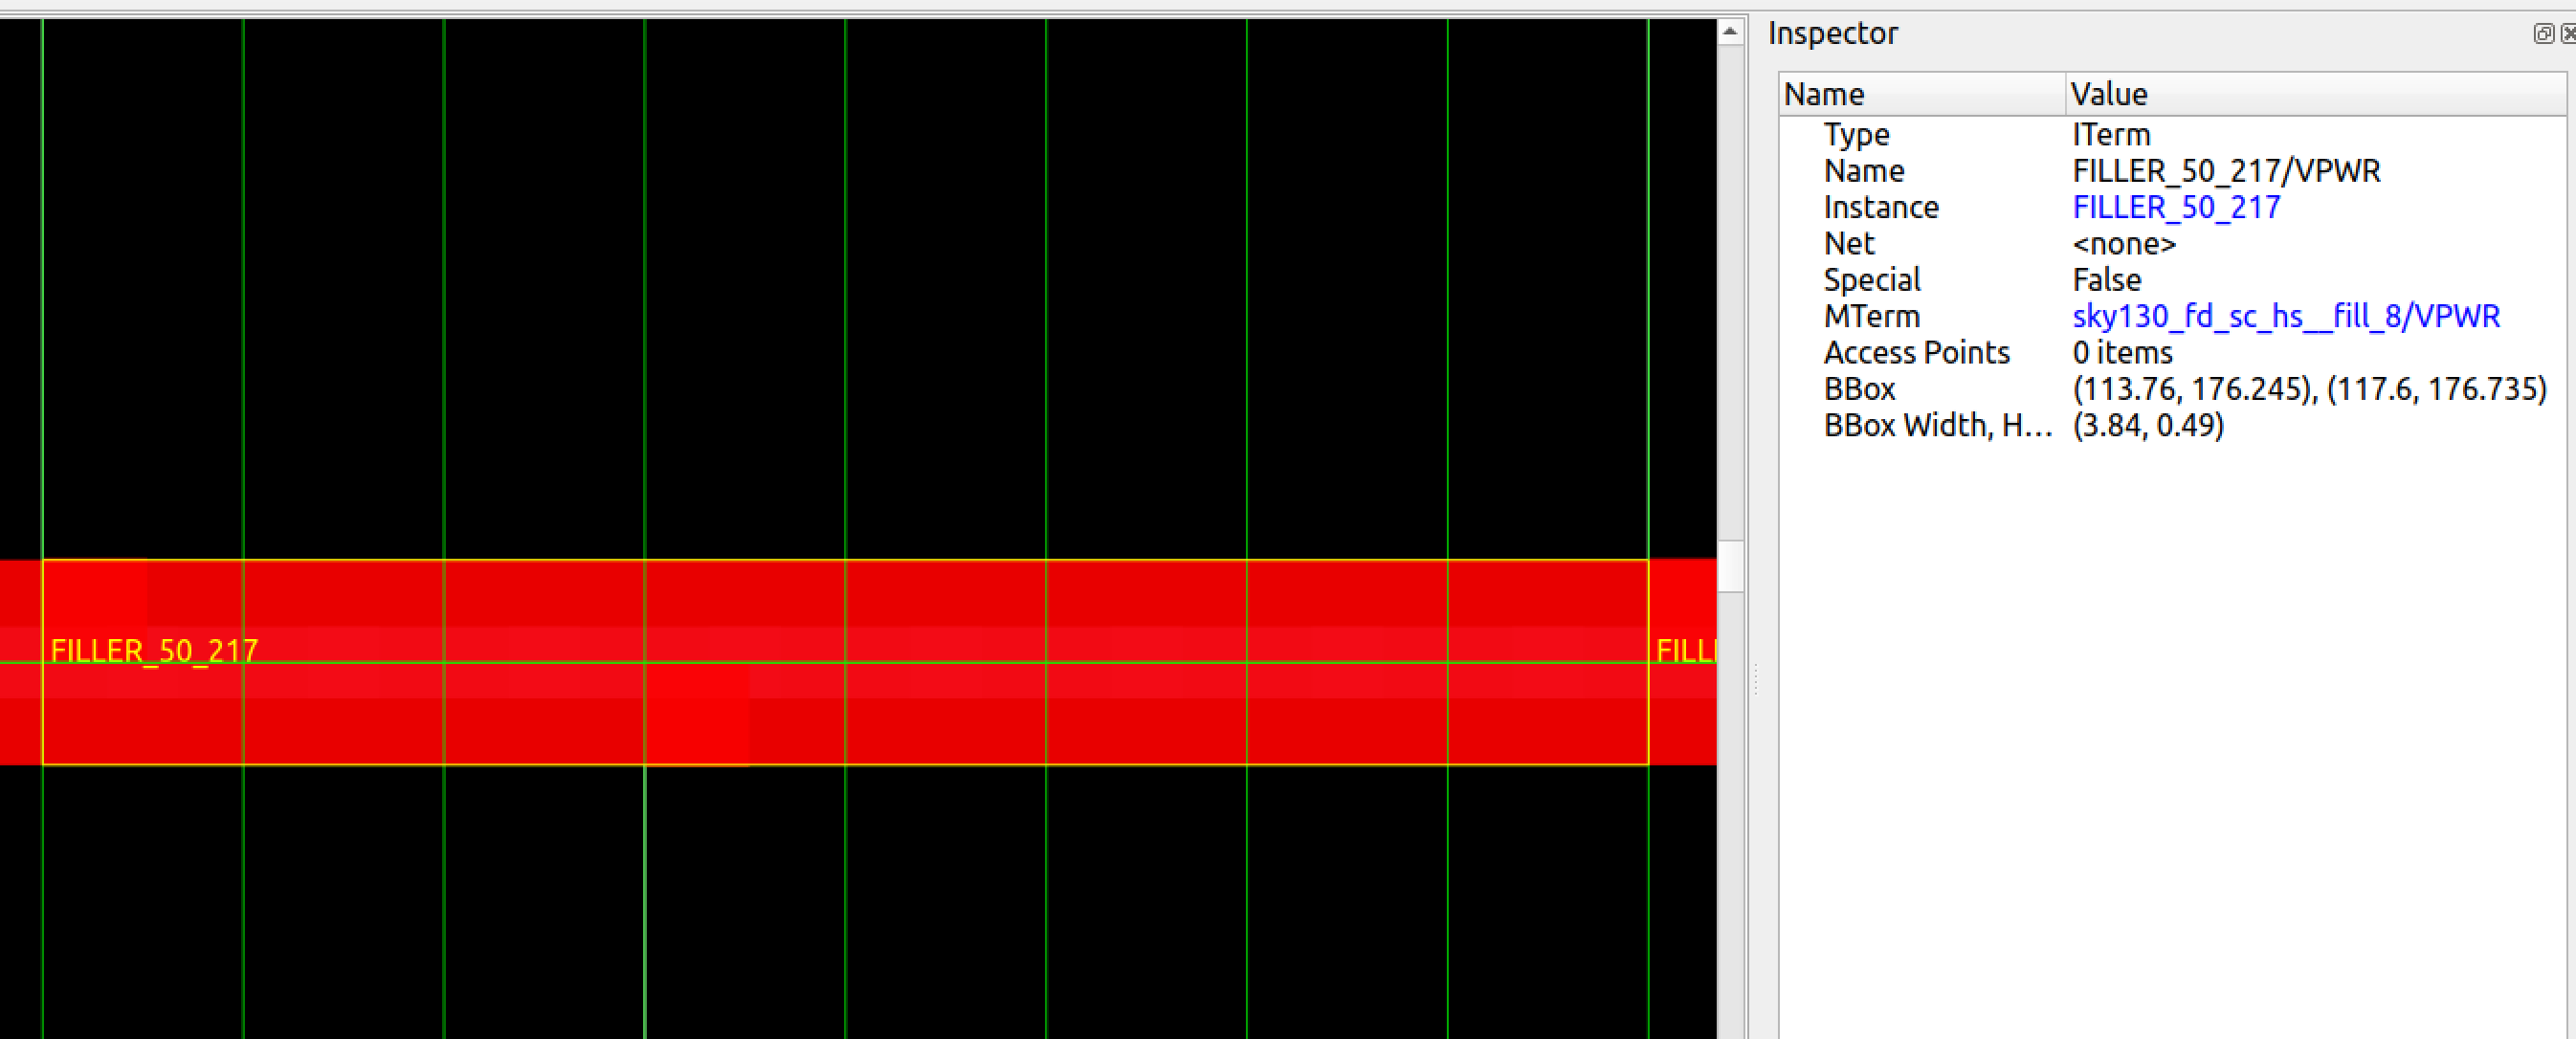 Inspector
Name Value
Type ITerm
Name FILLER_50_217/VPWR
Instance FILLER_50_217
Net <none>
Special False
MTerm sky130_fd_sc_hs__fill_8/VPWR
Access Points 0 items
BBox (113.76, 176.245), (117.6, 176.735)
BBox Width, H... (3.84, 0.49)
FILLER_50_217 FILL